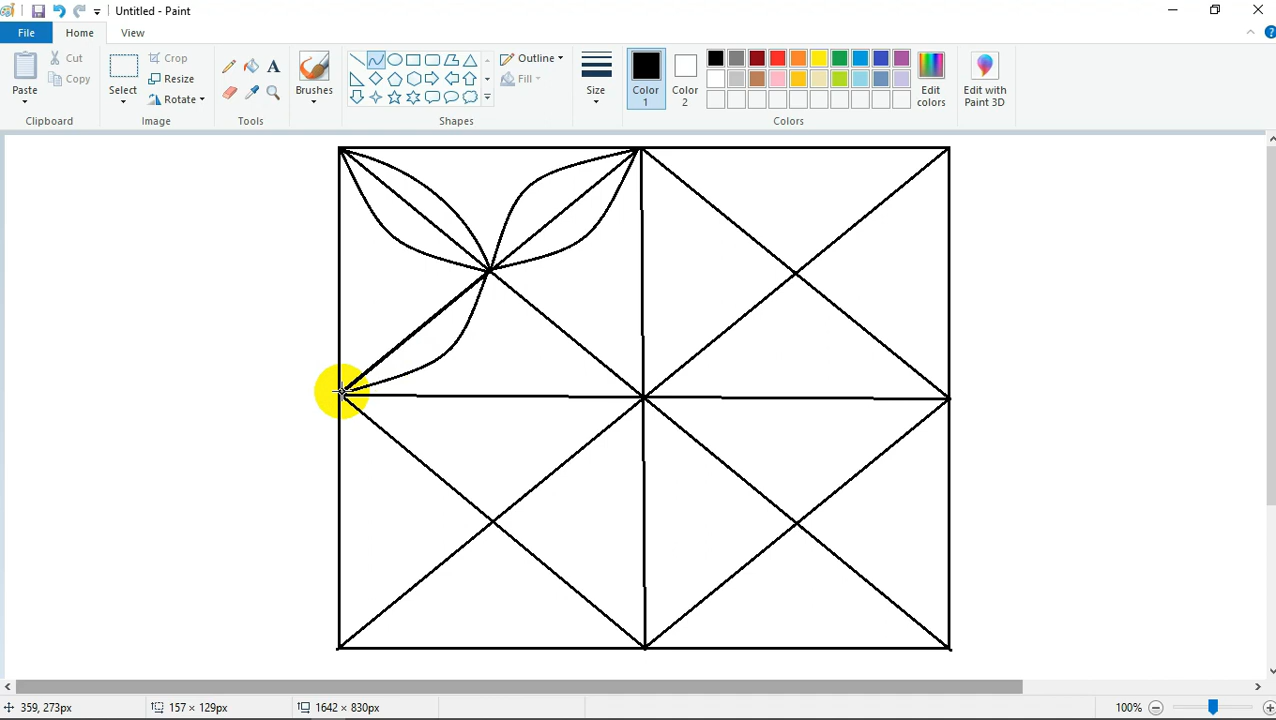 Untitled - Paint
File
Home
View
Paste
Cut
Copy
Clipboard
Select
Crop
Resize
Rotate
Image
A
Tools
Brushes
Outline
Fill
Shapes
Size
Color
1
Color
2
Edit
colors
Colors
Edit with
Paint 3D
359, 273px
157 × 129px
1642 × 830px
100%